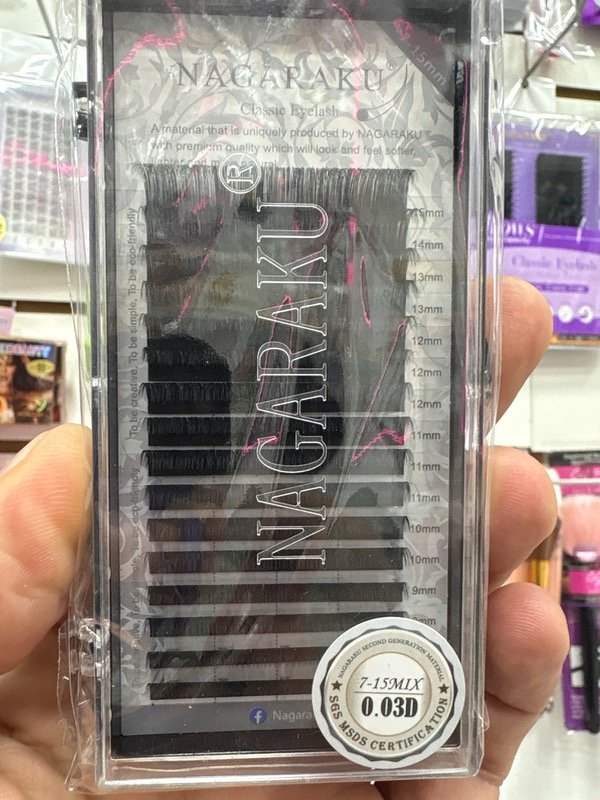 15mm
NAGARAKU
Classic Eyelash
A material that is uniquely produced by NAGARAKU
with premium quality which will look and feel softer,
NAGARAKU®
To be creative, To be simple, To be eco-friendly
15mm
14mm
13mm
13mm
12mm
12mm
12mm
11mm
11mm
11mm
10mm
10mm
9mm
NAGARAKU SECOND GENERATION MATERIAL
7-15MIX
0.03D
SGS MSDS CERTIFICATION
Nagara
Classic Eyelash